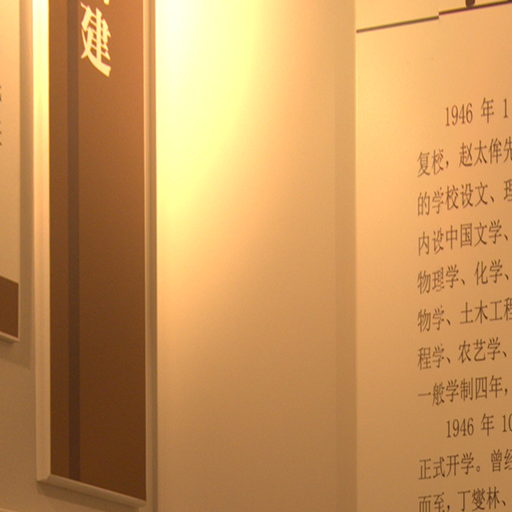 建
1946 年 1
复校，赵太侔先
的学校设文、理
内设中国文学、
物理学、化学、
物学、土木工程
程学、农艺学、
一般学制四年，
1946 年 10
正式开学。曾经
而至，丁燮林、